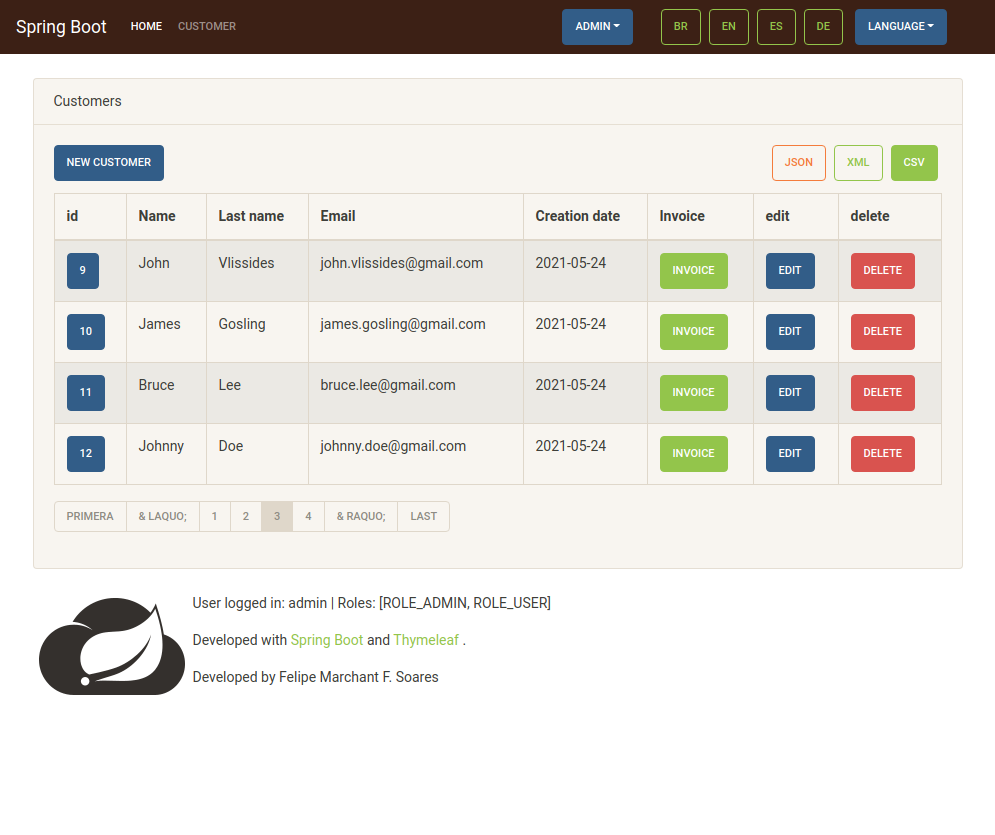 Spring Boot HOME CUSTOMER ADMIN BR EN ES DE LANGUAGE
Customers
NEW CUSTOMER JSON XML CSV
id Name Last name Email Creation date Invoice edit delete
9 John Vlissides john.vlissides@gmail.com 2021-05-24 INVOICE EDIT DELETE
10 James Gosling james.gosling@gmail.com 2021-05-24 INVOICE EDIT DELETE
11 Bruce Lee bruce.lee@gmail.com 2021-05-24 INVOICE EDIT DELETE
12 Johnny Doe johnny.doe@gmail.com 2021-05-24 INVOICE EDIT DELETE
PRIMERA & LAQUO; 1 2 3 4 & RAQUO; LAST
User logged in: admin | Roles: [ROLE_ADMIN, ROLE_USER]
Developed with Spring Boot and Thymeleaf .
Developed by Felipe Marchant F. Soares